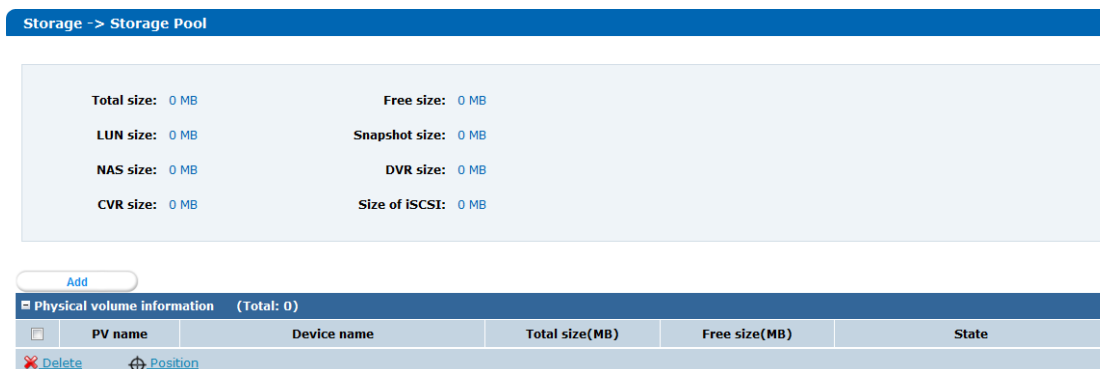 Storage -> Storage Pool
Total size: 0 MB Free size: 0 MB
LUN size: 0 MB Snapshot size: 0 MB
NAS size: 0 MB DVR size: 0 MB
CVR size: 0 MB Size of iSCSI: 0 MB
Add
Physical volume information (Total: 0)
PV name Device name Total size(MB) Free size(MB) State
Delete Position